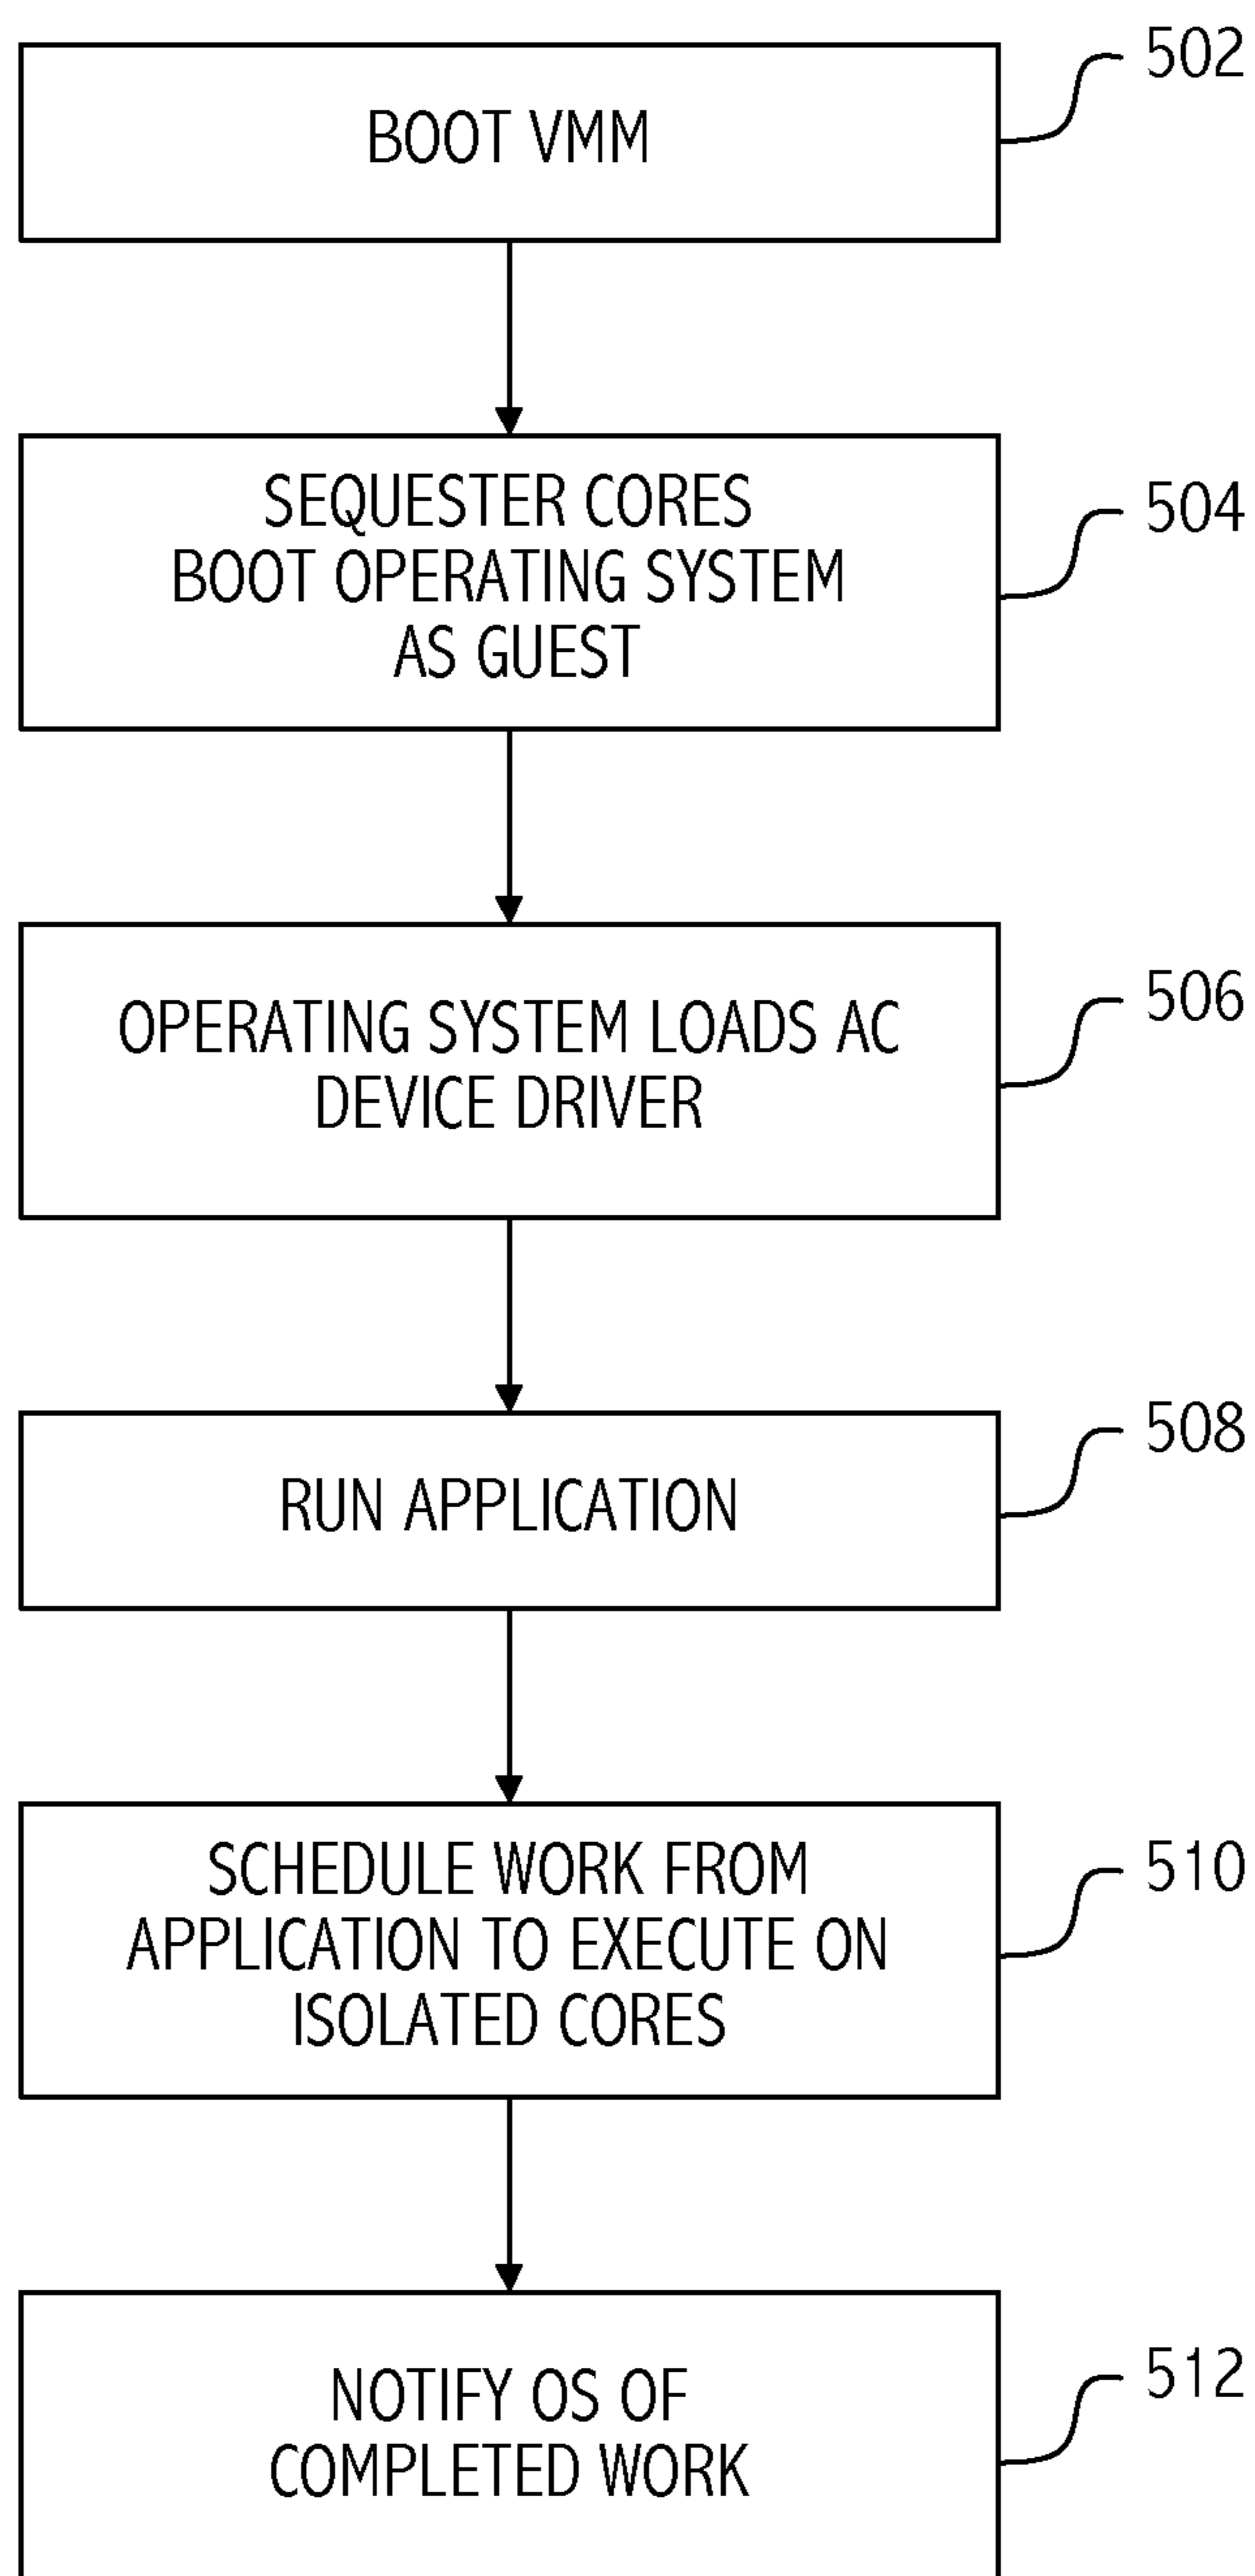 BOOT VMM
502
SEQUESTER CORES
BOOT OPERATING SYSTEM
AS GUEST
504
OPERATING SYSTEM LOADS AC
DEVICE DRIVER
506
RUN APPLICATION
508
SCHEDULE WORK FROM
APPLICATION TO EXECUTE ON
ISOLATED CORES
510
NOTIFY OS OF
COMPLETED WORK
512